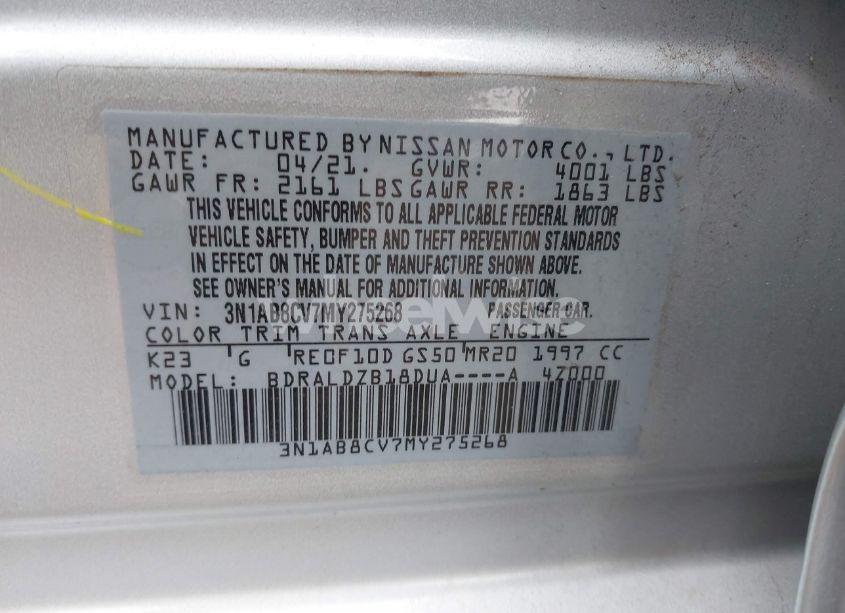 MANUFACTURED BY NISSAN MOTOR CO., LTD.
DATE: 04/21. GVWR: 4001 LBS
GAWR FR: 2161 LBS GAWR RR: 1863 LBS
THIS VEHICLE CONFORMS TO ALL APPLICABLE FEDERAL MOTOR
VEHICLE SAFETY, BUMPER AND THEFT PREVENTION STANDARDS
IN EFFECT ON THE DATE OF MANUFACTURE SHOWN ABOVE.
SEE OWNER'S MANUAL FOR ADDITIONAL INFORMATION.
VIN: 3N1AB8CV7MY275268 PASSENGER CAR.
COLOR TRIM TRANS AXLE ENGINE
K23 G RE0F10D GS50 MR20 1997 CC
MODEL: BDRALDZB18DUA----A 4Z000
3N1AB8CV7MY275268